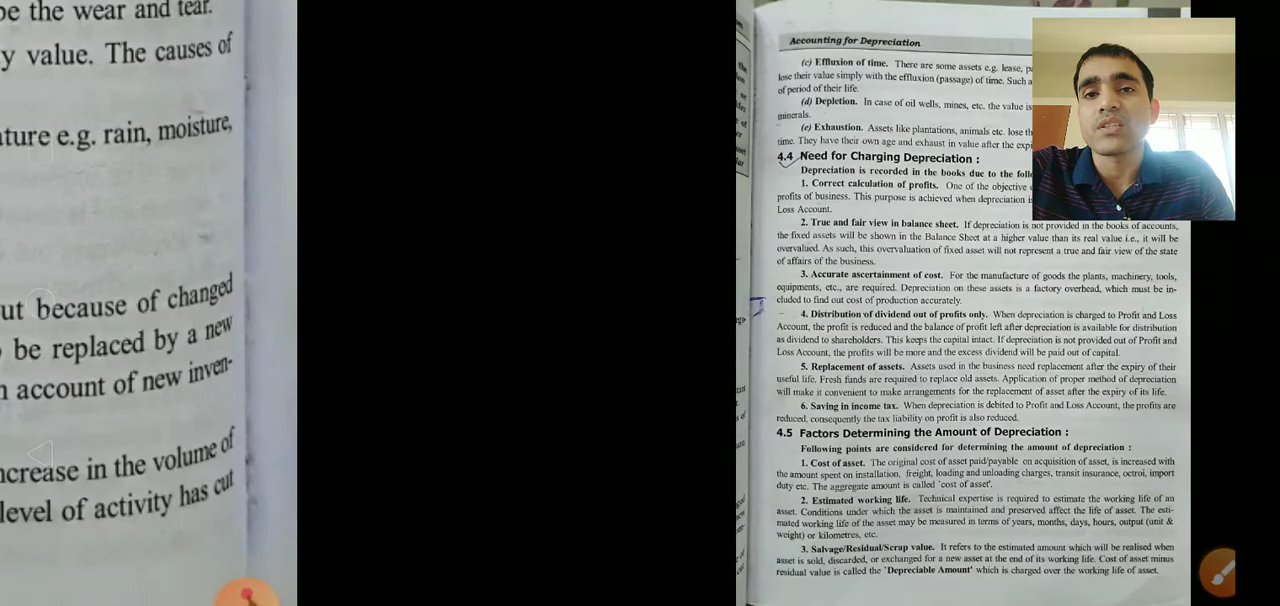 be the wear and tear.
y value. The causes of
ature e.g. rain, moisture,
ut because of changed
be replaced by a new
account of new inven-
ncrease in the volume of
level of activity has cut
Accounting for Depreciation
(c) Effluxion of time. There are some assets e.g. lease,
lose their value simply with the effluxion (passage) of time. Such a
of period of their life.
(d) Depletion. In case of oil wells, mines, etc. the value is
minerals.
(e) Exhaustion. Assets like plantations, animals etc. lose
time. They have their own age and exhaust in value after the
4.4 Need for Charging Depreciation :
Depreciation is recorded in the books due to the
1. Correct calculation of profits. One of the objective
profits of business. This purpose is achieved when depreciation is
Loss Account.
2. True and fair view in balance sheet. If depreciation is not provided in the books of accounts,
the fixed assets will be shown in the Balance Sheet at a higher value than its real value i.e., it will be
overvalued. As such, this overvaluation of fixed asset will not represent a true and fair view of the state
of affairs of the business.
3. Accurate ascertainment of cost. For the manufacture of goods the plants, machinery, tools,
equipments, etc., are required. Depreciation on these assets is a factory overhead, which must be in-
cluded to find out cost of production accurately.
4. Distribution of dividend out of profits only. When depreciation is charged to Profit and Loss
Account, the profit is reduced and the balance of profit left after depreciation is available for distribution
as dividend to shareholders. This keeps the capital intact. If depreciation is not provided out of Profit and
Loss Account, the profits will be more and the excess dividend will be paid out of capital.
5. Replacement of assets. Assets used in the business need replacement after the expiry of their
useful life. Fresh funds are required to replace old assets. Application of proper method of depreciation
will make it convenient to make arrangements for the replacement of asset after the expiry of its life.
6. Saving in income tax. When depreciation is debited to Profit and Loss Account, the profits are
reduced, consequently the tax liability on profit is also reduced.
4.5 Factors Determining the Amount of Depreciation :
Following points are considered for determining the amount of depreciation :
1. Cost of asset. The original cost of asset paid/payable on acquisition of asset, is increased with
the amount spent on installation, freight, loading and unloading charges, transit insurance, octroi, import
duty etc. The aggregate amount is called 'cost of asset'.
2. Estimated working life. Technical expertise is required to estimate the working life of an
asset. Conditions under which the asset is maintained and preserved affect the life of asset. The esti-
mated working life of the asset may be measured in terms of years, months, days, hours, output (unit &
weight) or kilometres, etc.
3. Salvage/Residual/Scrap value. It refers to the estimated amount which will be realised when
asset is sold, discarded, or exchanged for a new asset at the end of its working life. Cost of asset minus
residual value is called the 'Depreciable Amount' which is charged over the working life of asset.